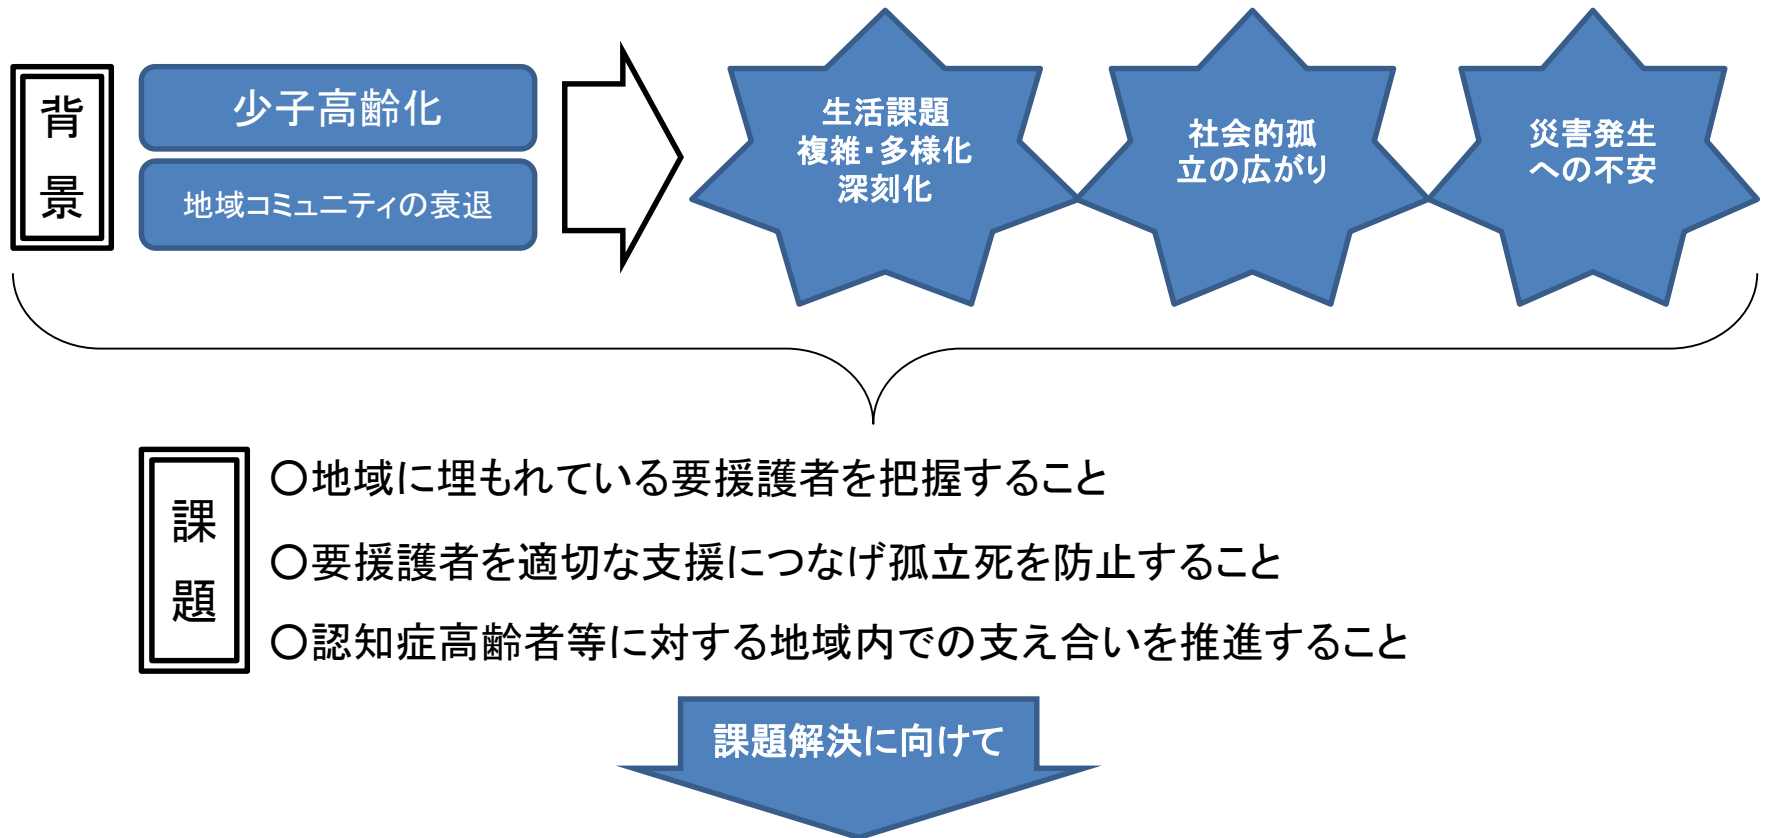 背景
少子高齢化
地域コミュニティの衰退
生活課題
複雑・多様化
深刻化
社会的孤
立の広がり
災害発生
への不安
課題
○地域に埋もれている要援護者を把握すること
○要援護者を適切な支援につなげ孤立死を防止すること
○認知症高齢者等に対する地域内での支え合いを推進すること
課題解決に向けて